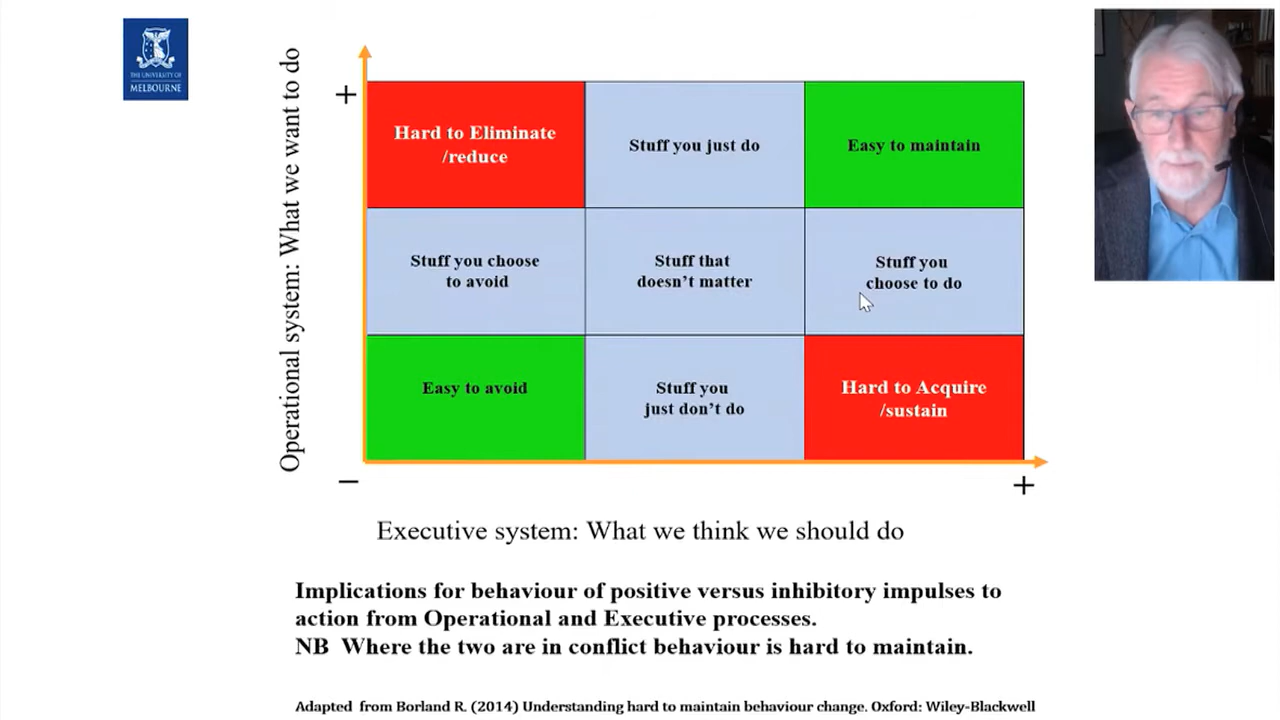 THE UNIVERSITY OF
MELBOURNE
Operational system: What we want to do
+
Hard to Eliminate
/reduce
Stuff you just do
Easy to maintain
Stuff you choose
to avoid
Stuff that
doesn't matter
Stuff you
choose to do
Easy to avoid
Stuff you
just don't do
Hard to Acquire
/sustain
−
+
Executive system: What we think we should do
Implications for behaviour of positive versus inhibitory impulses to
action from Operational and Executive processes.
NB Where the two are in conflict behaviour is hard to maintain.
Adapted from Borland R. (2014) Understanding hard to maintain behaviour change. Oxford: Wiley-Blackwell